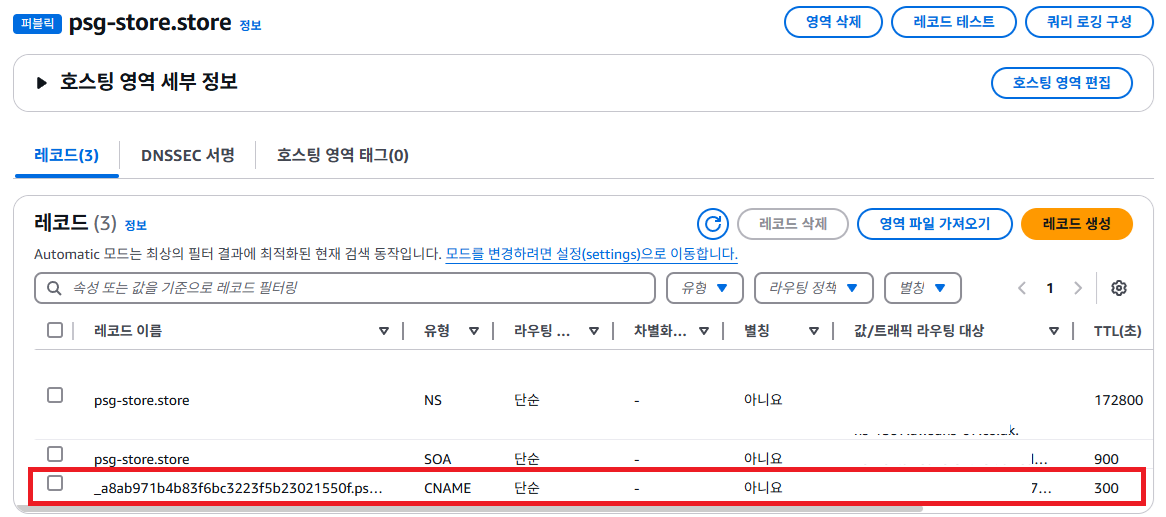 퍼블릭 psg-store.store 정보 영역 삭제 레코드 테스트 쿼리 로깅 구성
호스팅 영역 세부 정보 호스팅 영역 편집
레코드(3) DNSSEC 서명 호스팅 영역 태그(0)
레코드 (3) 정보 레코드 삭제 영역 파일 가져오기 레코드 생성
Automatic 모드는 최상의 필터 결과에 최적화된 현재 검색 동작입니다. 모드를 변경하려면 설정(settings)으로 이동합니다.
속성 또는 값을 기준으로 레코드 필터링 유형 라우팅 정책 별칭 1
레코드 이름 유형 라우팅 ... 차별화... 별칭 값/트래픽 라우팅 대상 TTL(초)
psg-store.store NS 단순 - 아니요 172800
psg-store.store SOA 단순 - 아니요 900
_a8ab971b4b83f6bc3223f5b23021550f.ps... CNAME 단순 - 아니요 7... 300